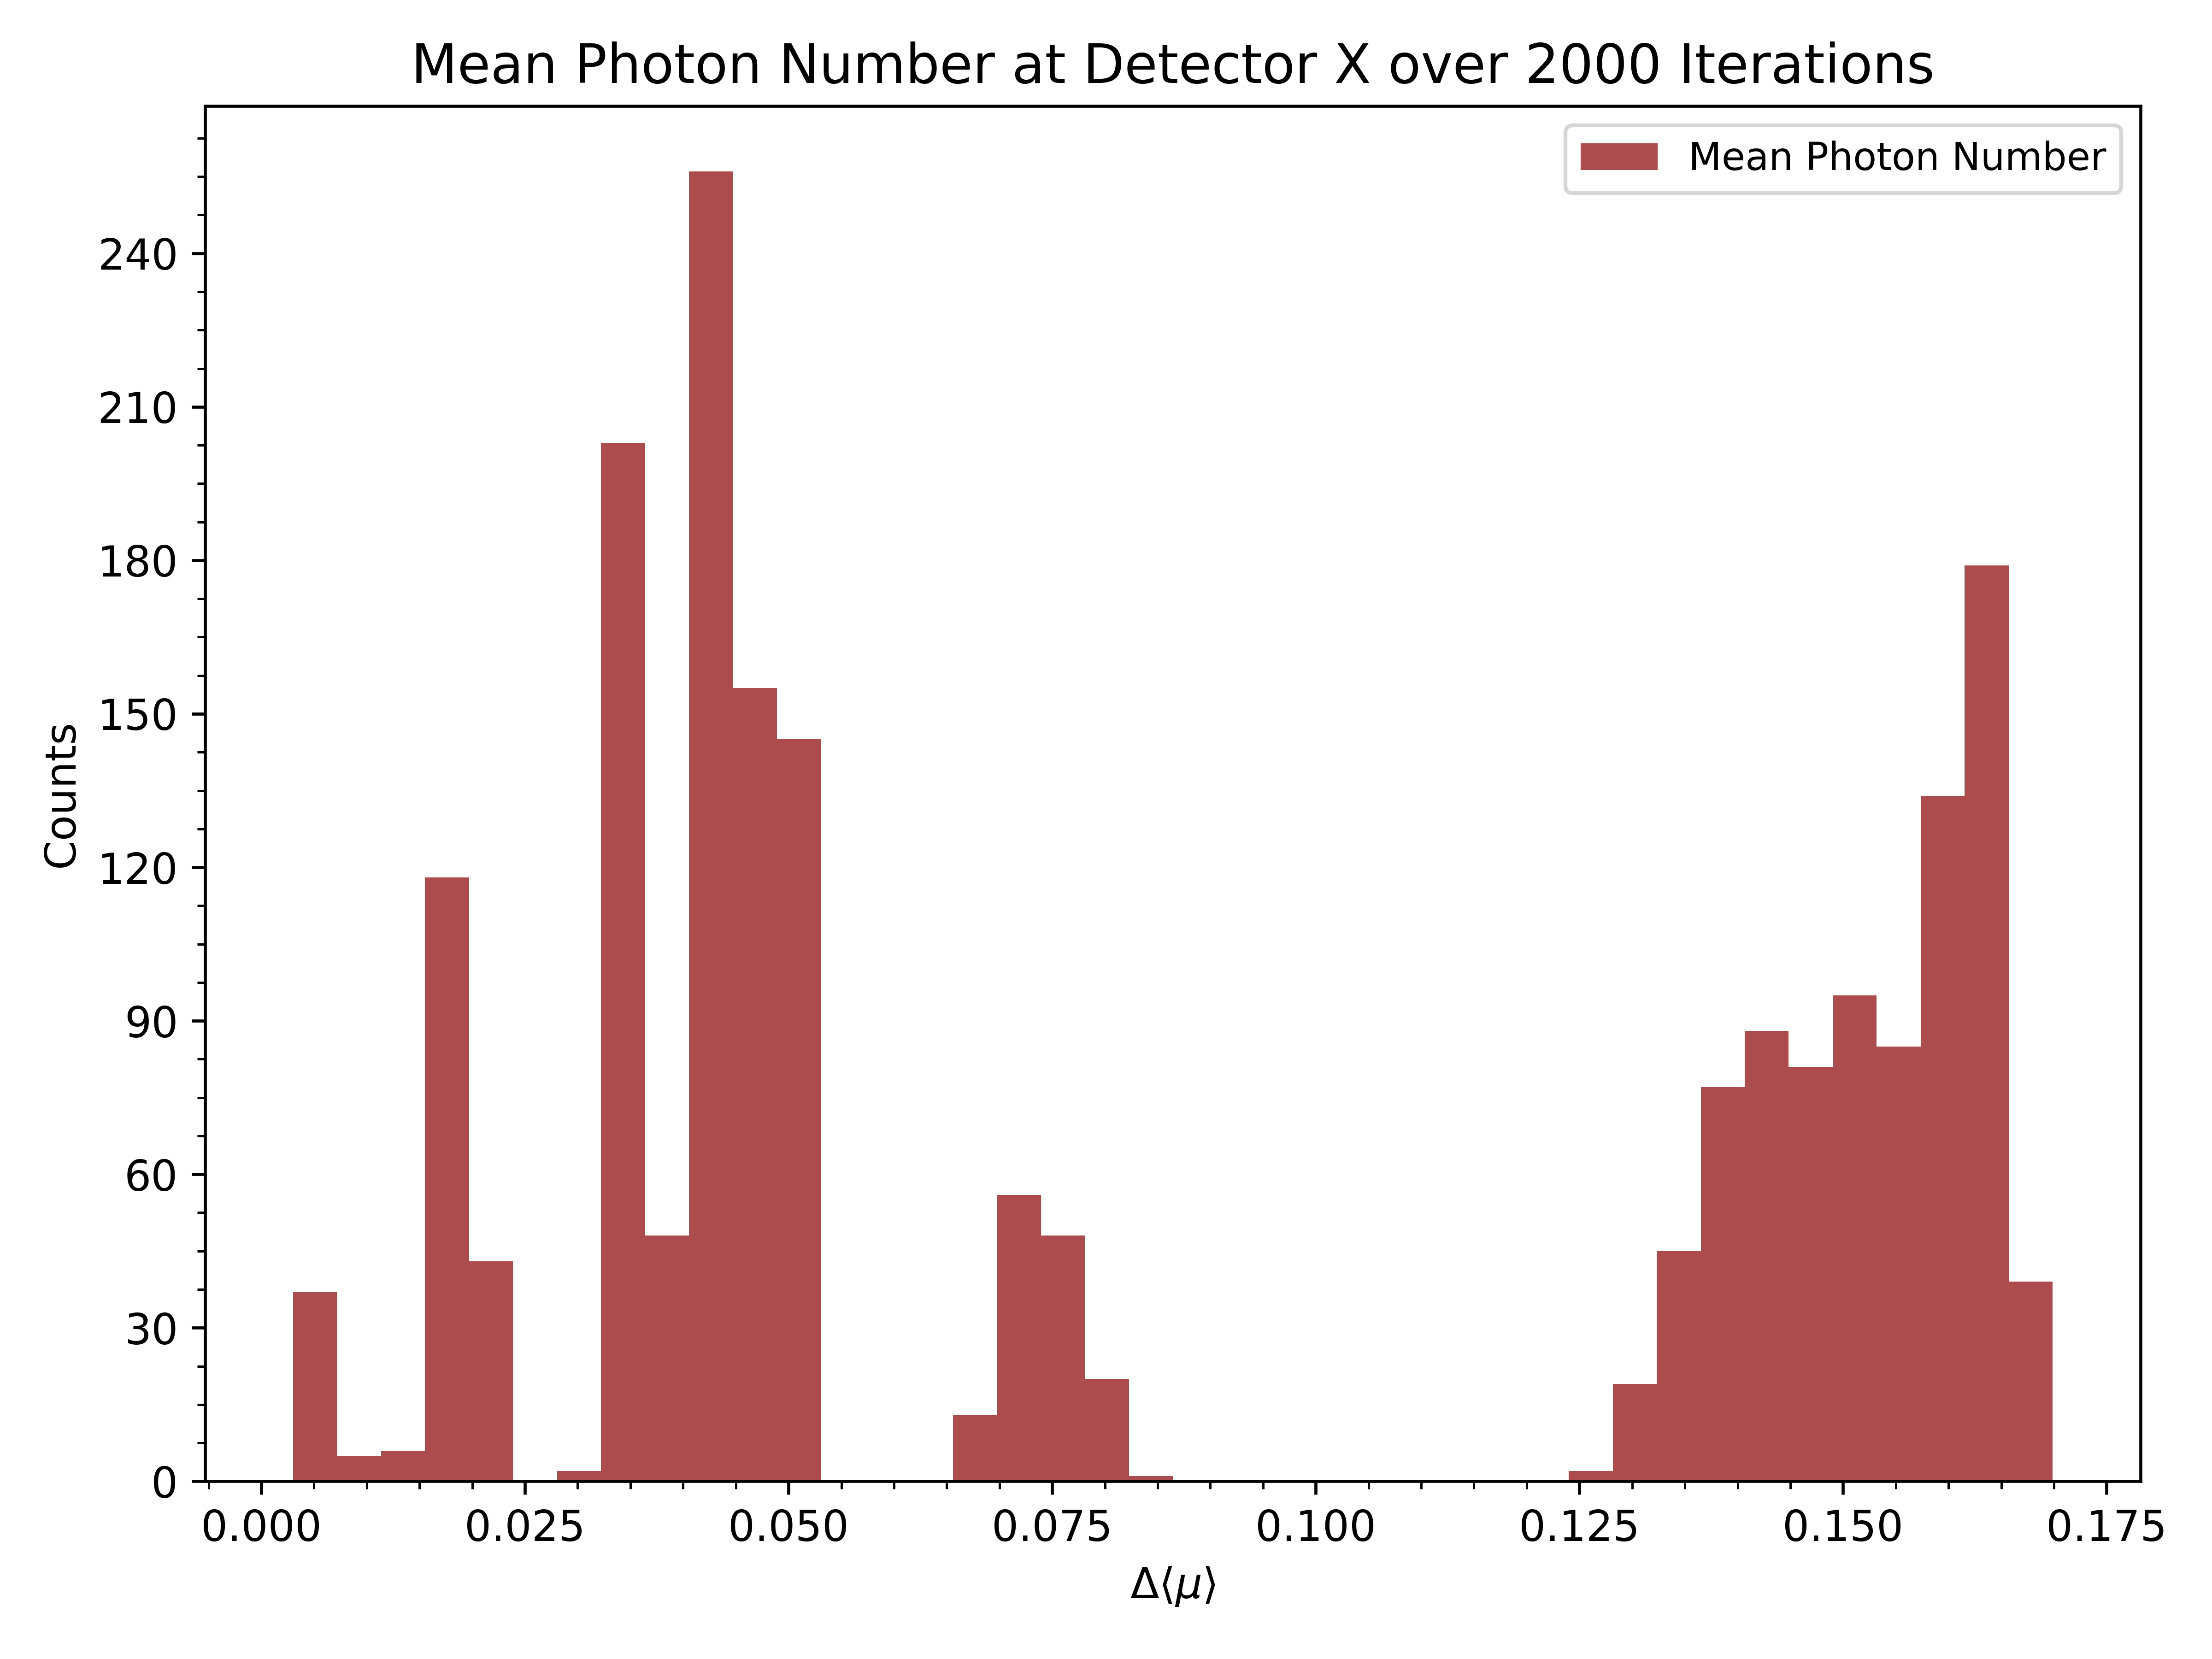 Mean Photon Number at Detector X over 2000 Iterations
Mean Photon Number
240
210
180
150
120
90
60
30
0
Counts
0.000 0.025 0.050 0.075 0.100 0.125 0.150 0.175
Δ⟨μ⟩